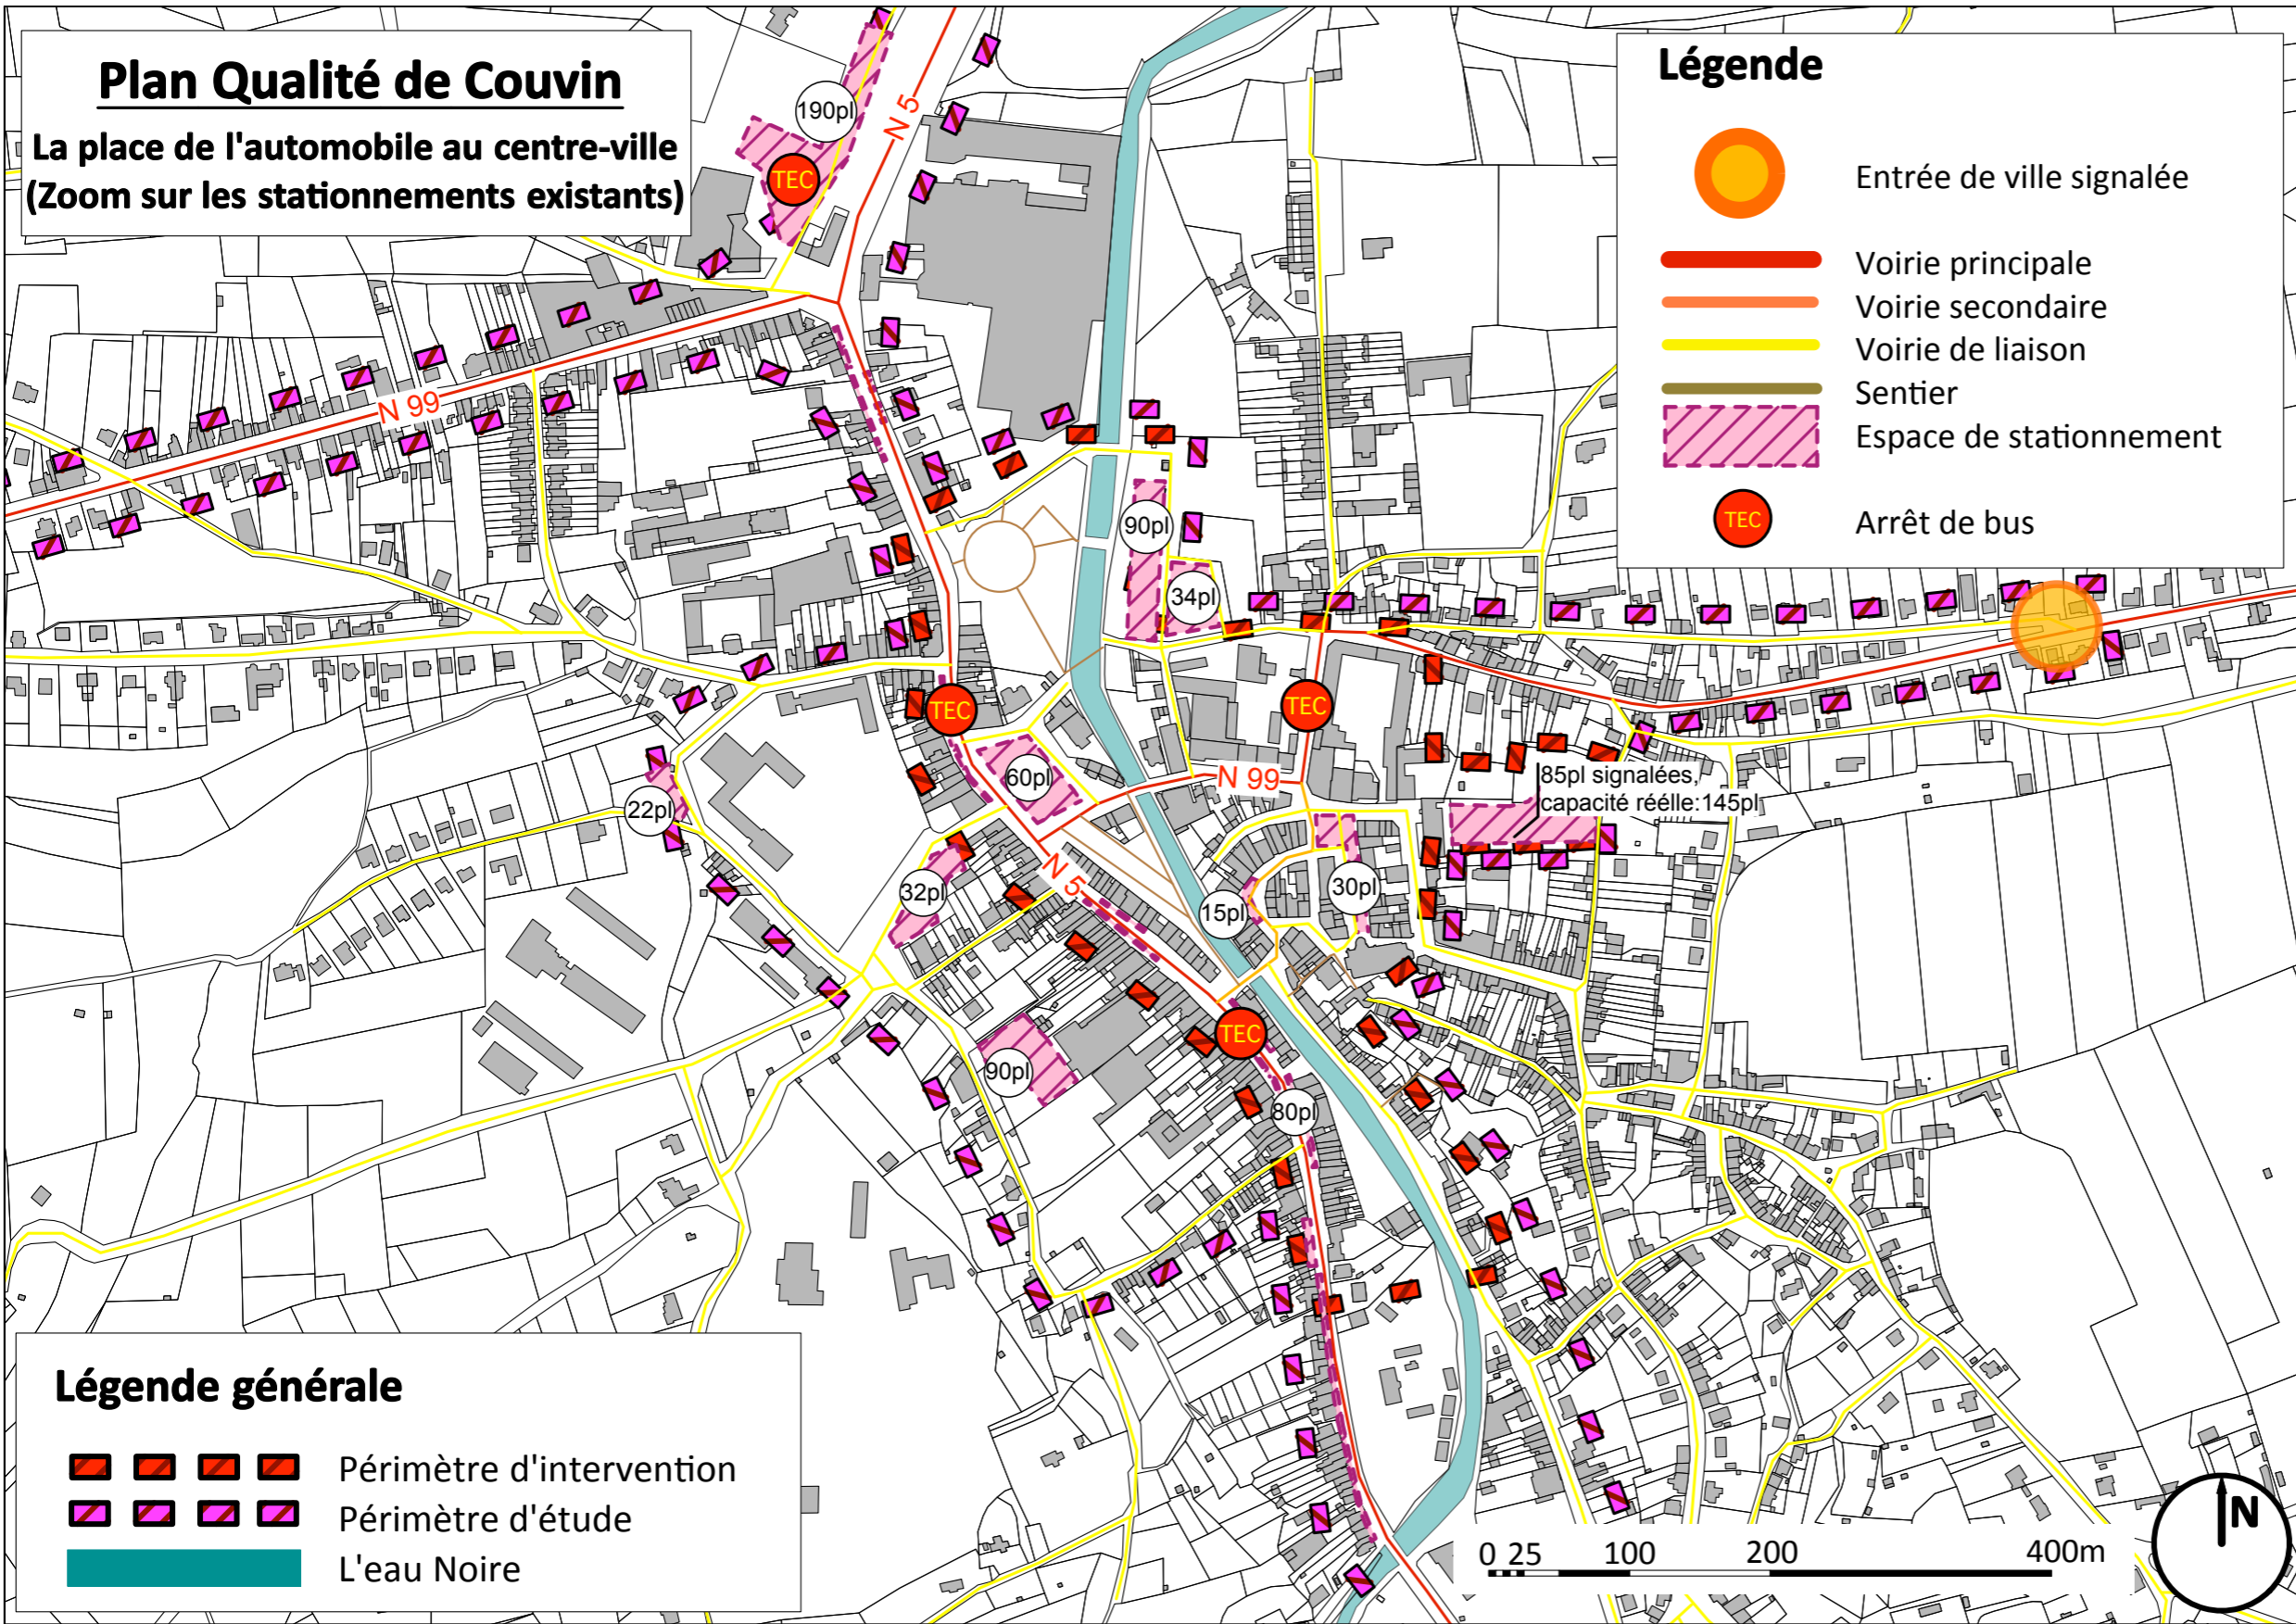 Plan Qualité de Couvin
La place de l'automobile au centre-ville
(Zoom sur les stationnements existants)
Légende
Entrée de ville signalée
Voirie principale
Voirie secondaire
Voirie de liaison
Sentier
Espace de stationnement
TEC
Arrêt de bus
190pl
N 5
TEC
N 99
90pl
34pl
TEC
TEC
60pl
N 99
85pl signalées,
capacité réélle:145pl
22pl
32pl
N 5
30pl
15pl
TEC
90pl
80pl
Légende générale
Périmètre d'intervention
Périmètre d'étude
L'eau Noire
0 25 100 200 400m
N